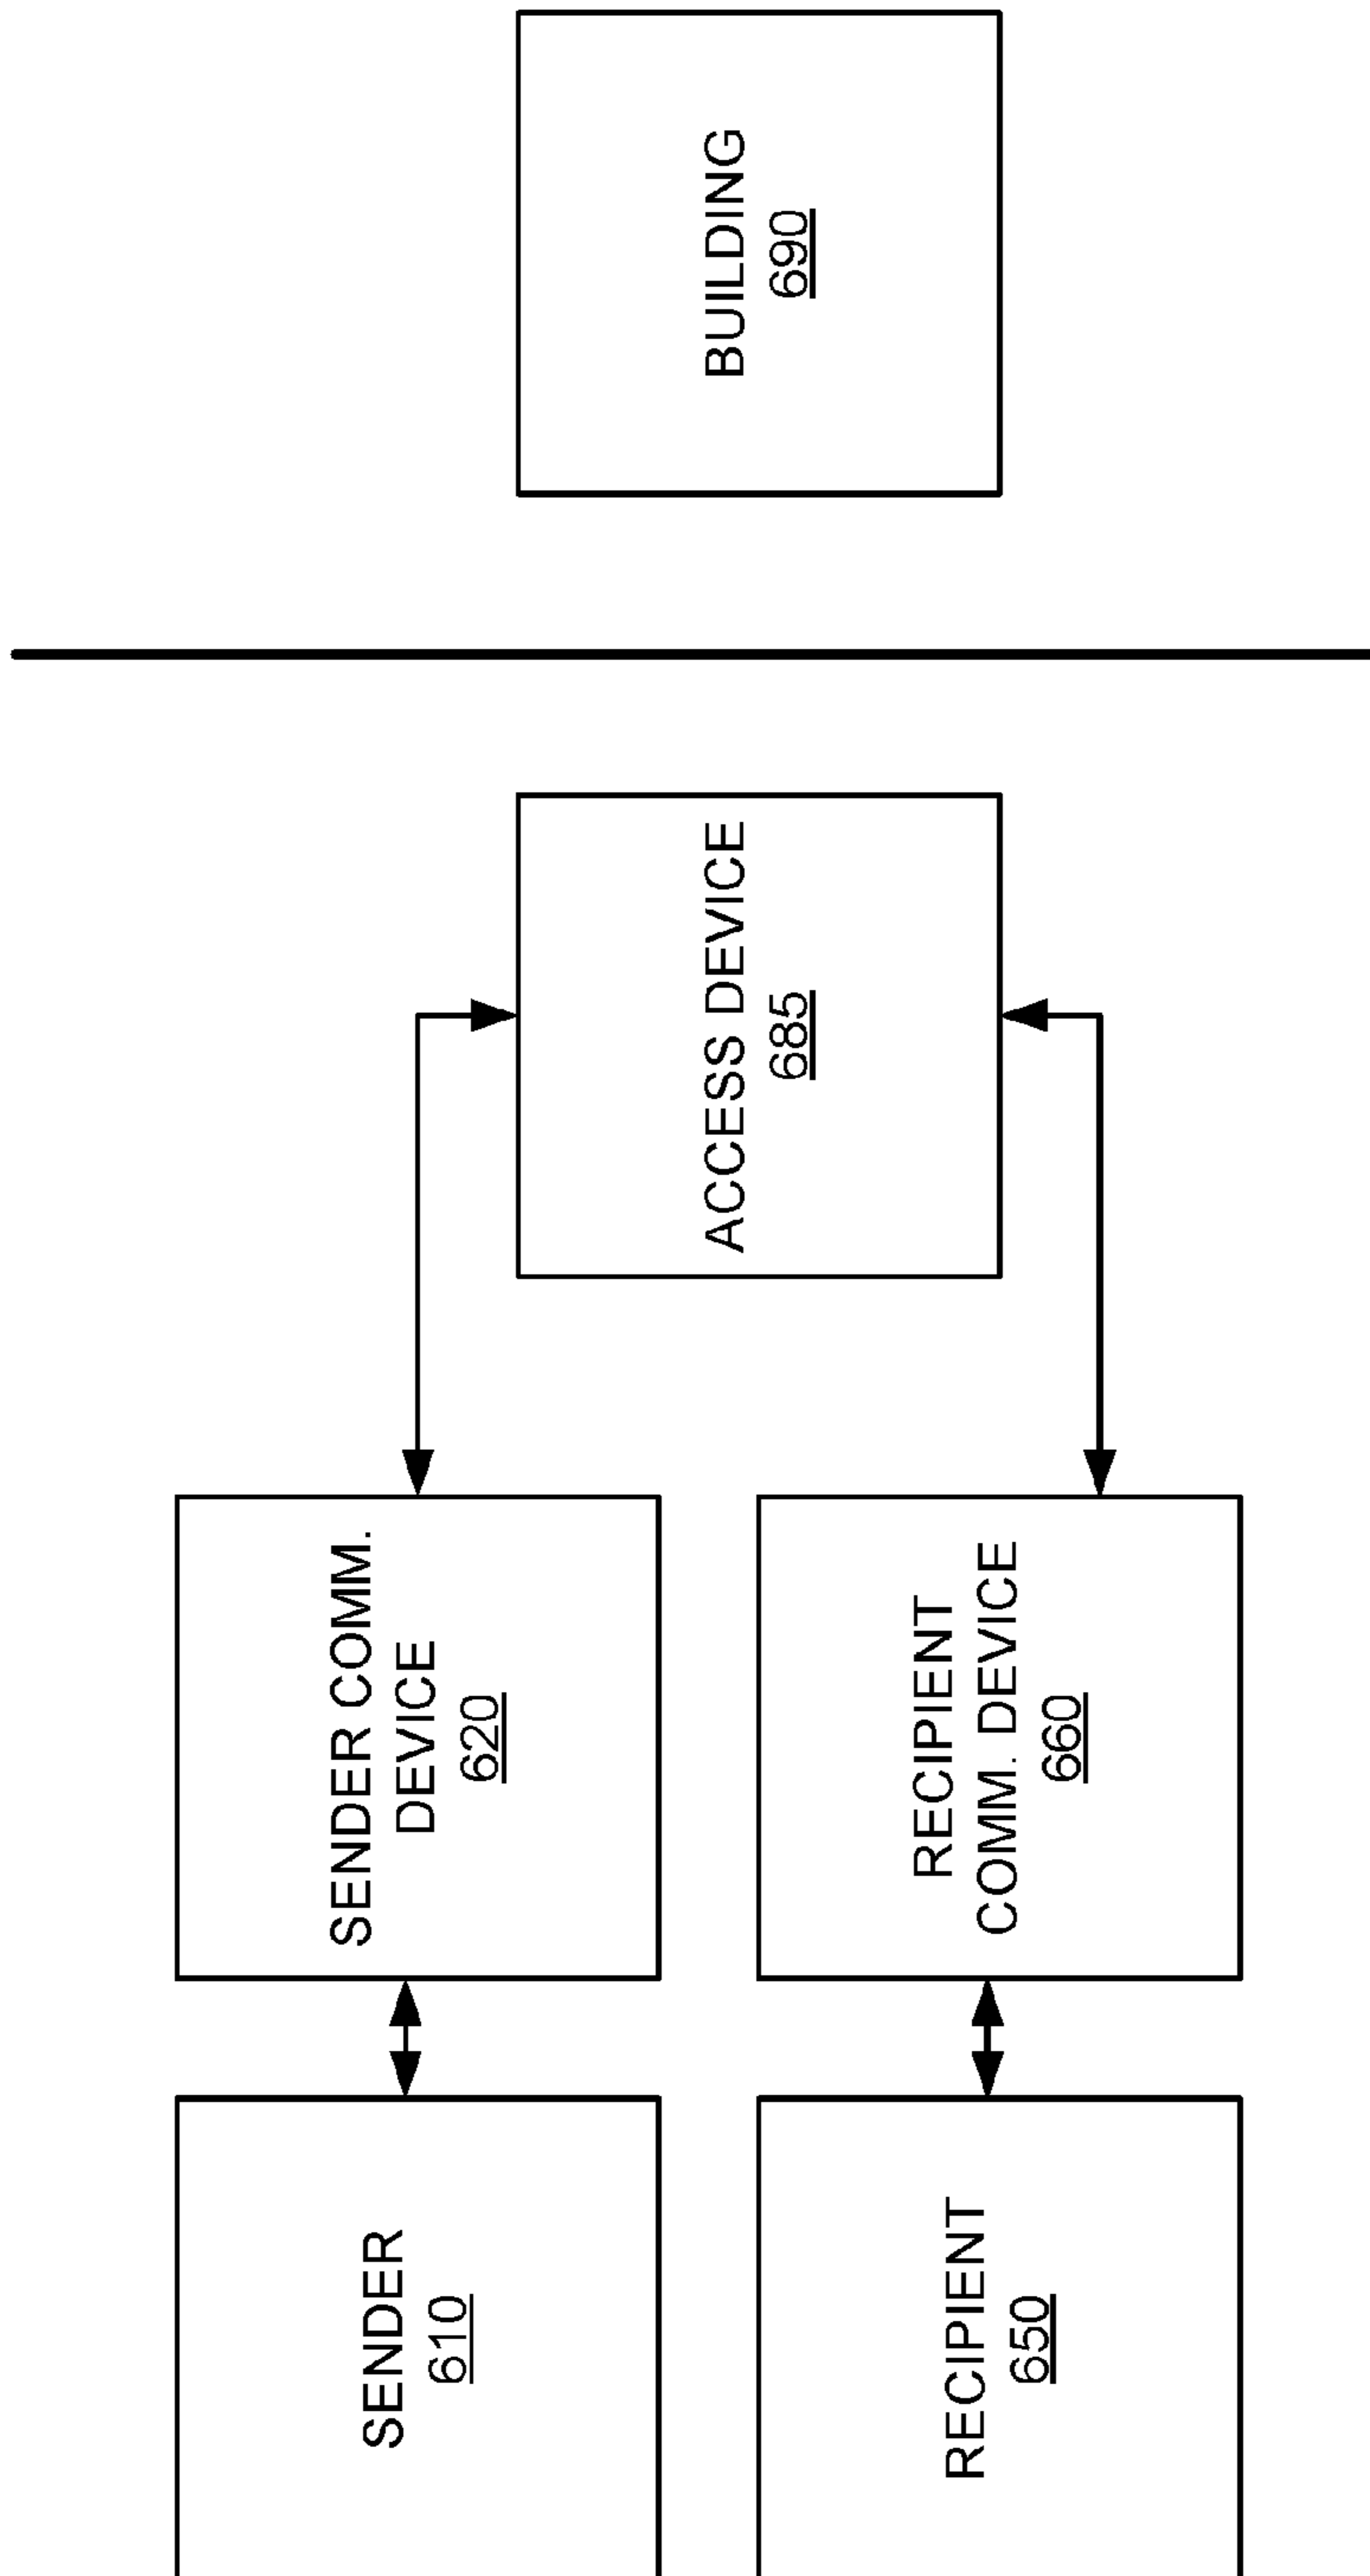 SENDER
610
SENDER COMM.
DEVICE
620
RECIPIENT
650
RECIPIENT
COMM. DEVICE
660
ACCESS DEVICE
685
BUILDING
690